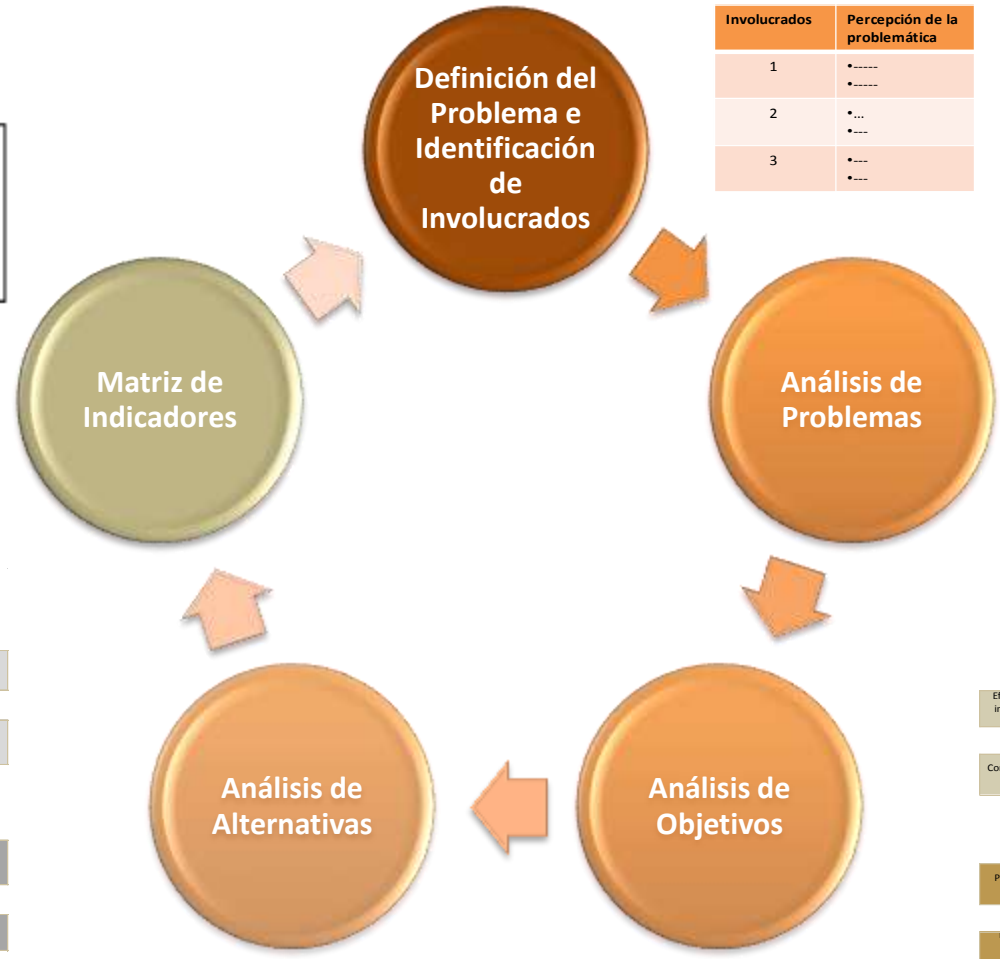 Involucrados
Percepción de la
problemática
1
•-----
•-----
2
•...
•---
3
•---
•---
Definición del
Problema e
Identificación
de
Involucrados
Matriz de
Indicadores
Análisis de
Problemas
Análisis de
Alternativas
Análisis de
Objetivos